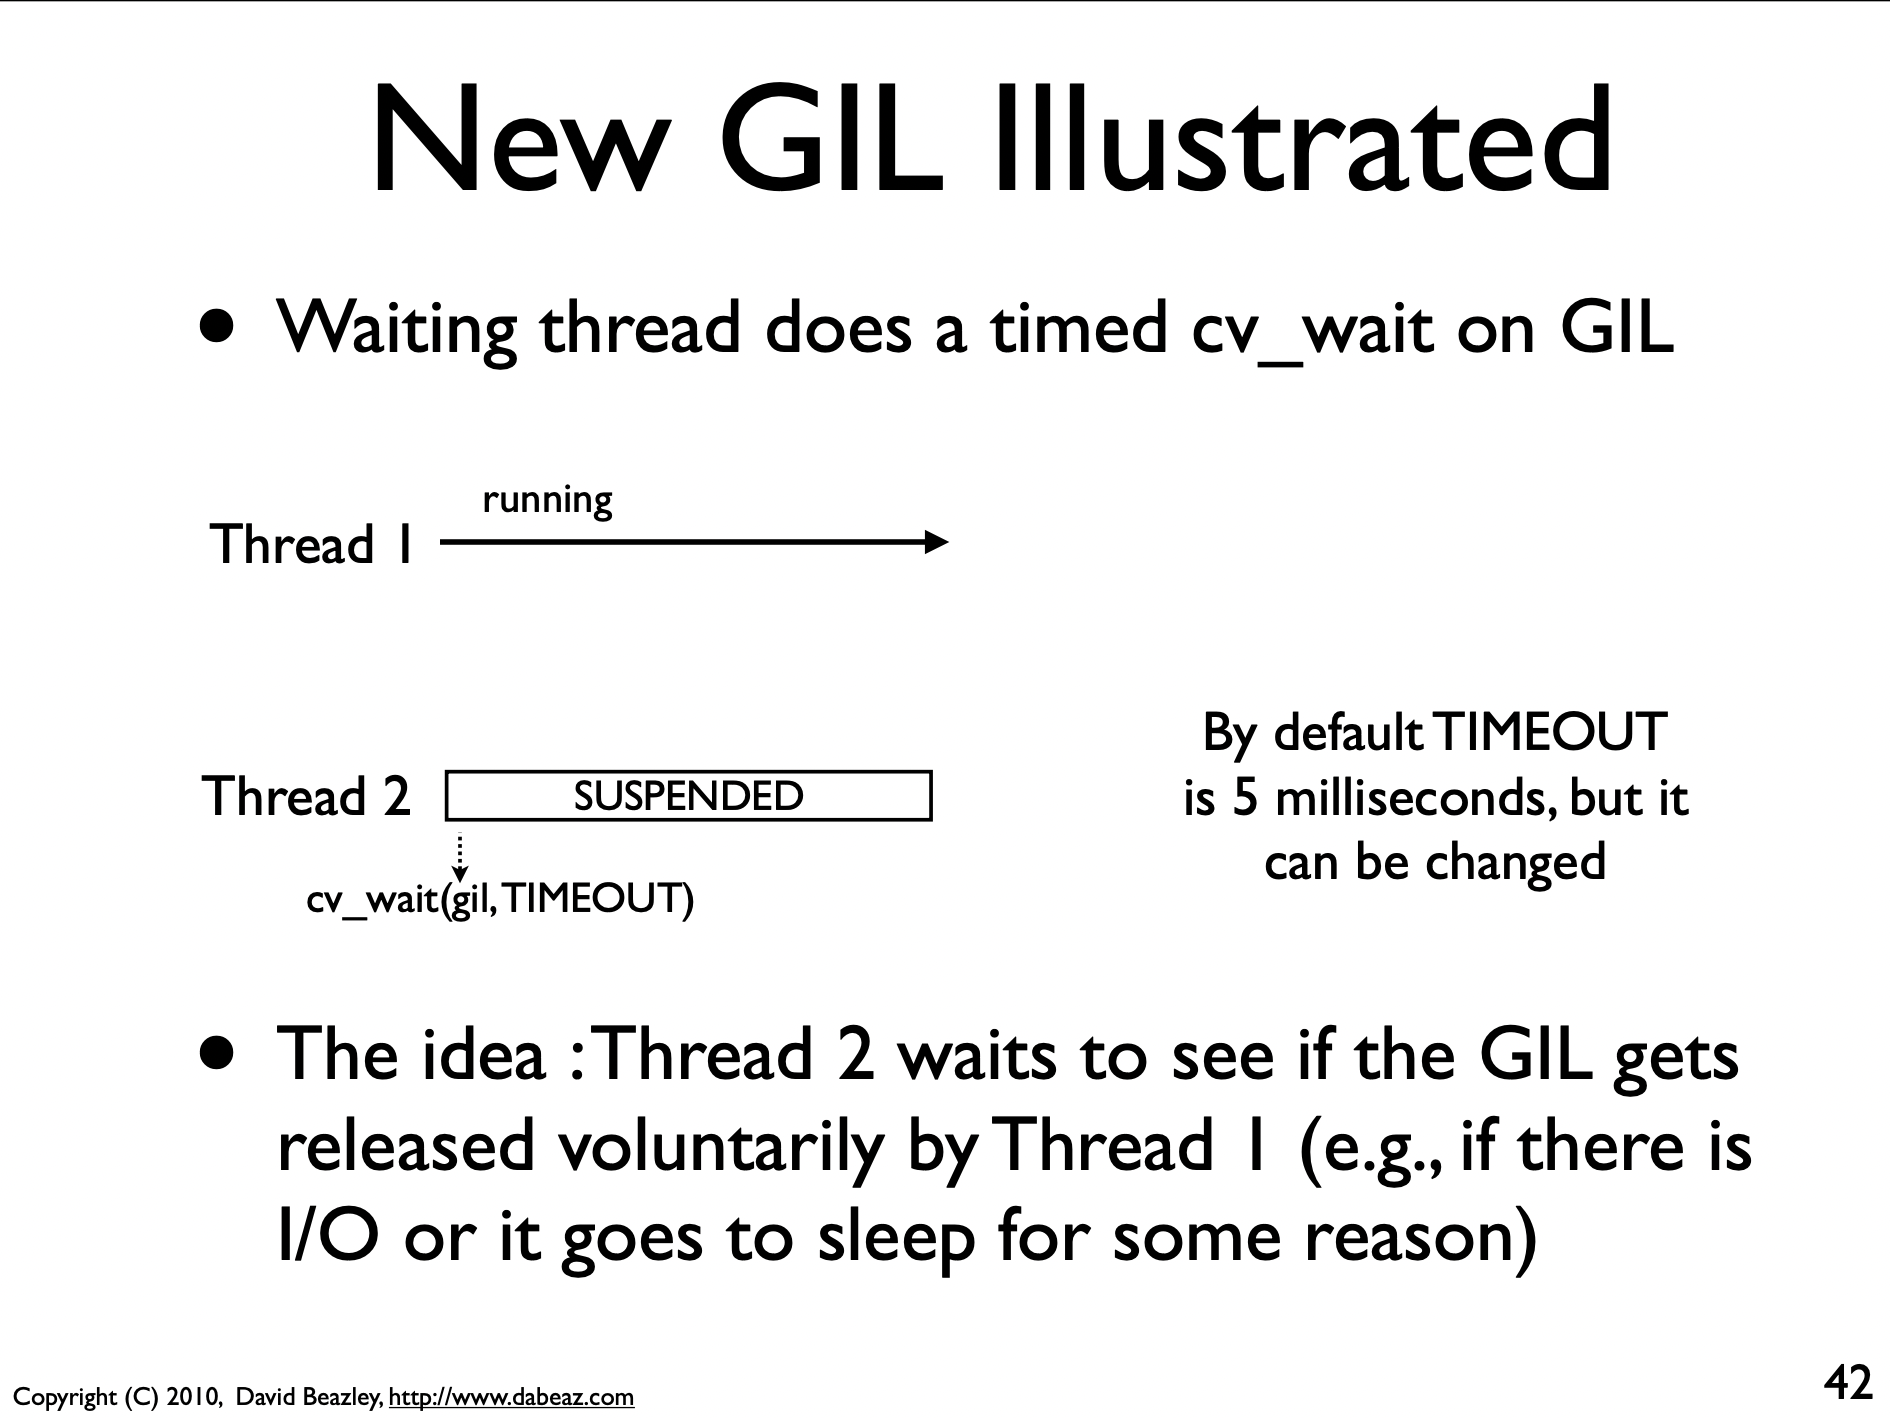 New GIL Illustrated
• Waiting thread does a timed cv_wait on GIL
running
Thread 1
By default TIMEOUT
is 5 milliseconds, but it
can be changed
Thread 2
SUSPENDED
cv_wait(gil, TIMEOUT)
• The idea : Thread 2 waits to see if the GIL gets
released voluntarily by Thread 1 (e.g., if there is
I/O or it goes to sleep for some reason)
Copyright (C) 2010, David Beazley, http://www.dabeaz.com
42